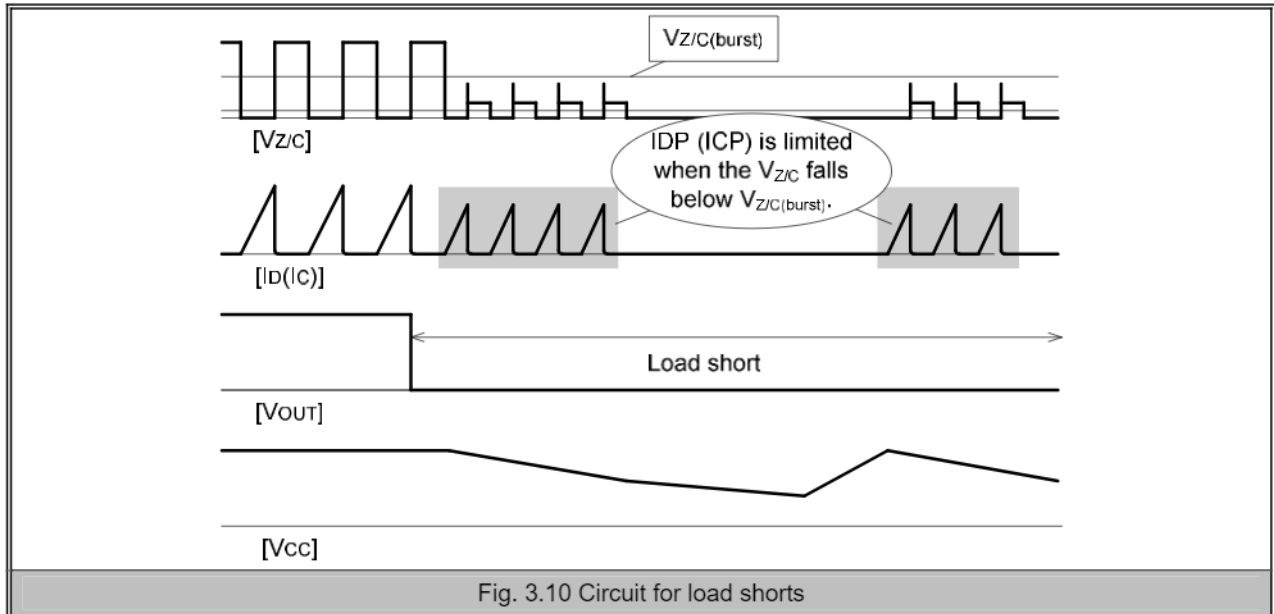 VZ/C(burst)
[VZ/C]
IDP (ICP) is limited
when the VZ/C falls
below VZ/C(burst).
[ID(IC)]
Load short
[VOUT]
[VCC]
Fig. 3.10 Circuit for load shorts